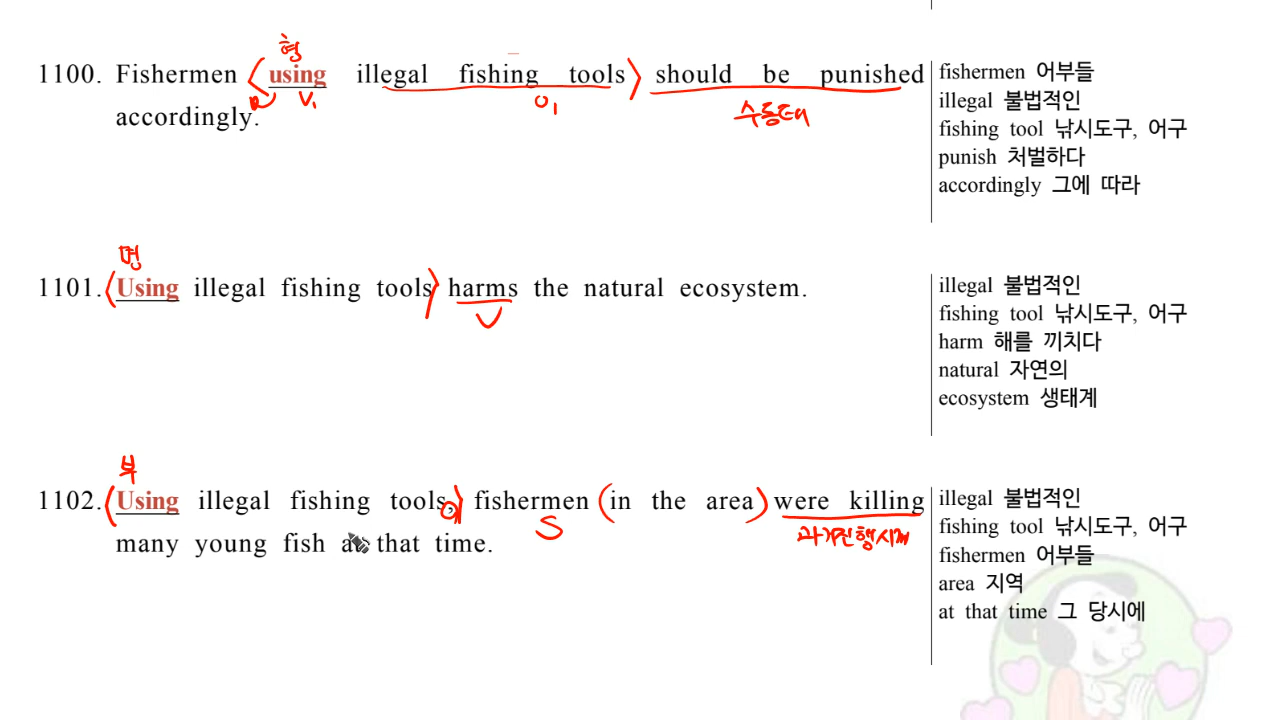 형
1100. Fishermen using illegal fishing tools should be punished
V₁
O₁
수동태
accordingly.
fishermen 어부들
illegal 불법적인
fishing tool 낚시도구, 어구
punish 처벌하다
accordingly 그에 따라
명
1101. Using illegal fishing tools harms the natural ecosystem.
V
illegal 불법적인
fishing tool 낚시도구, 어구
harm 해를 끼치다
natural 자연의
ecosystem 생태계
부
1102. Using illegal fishing tools, fishermen (in the area) were killing
S
과거진행시제
many young fish at that time.
illegal 불법적인
fishing tool 낚시도구, 어구
fishermen 어부들
area 지역
at that time 그 당시에